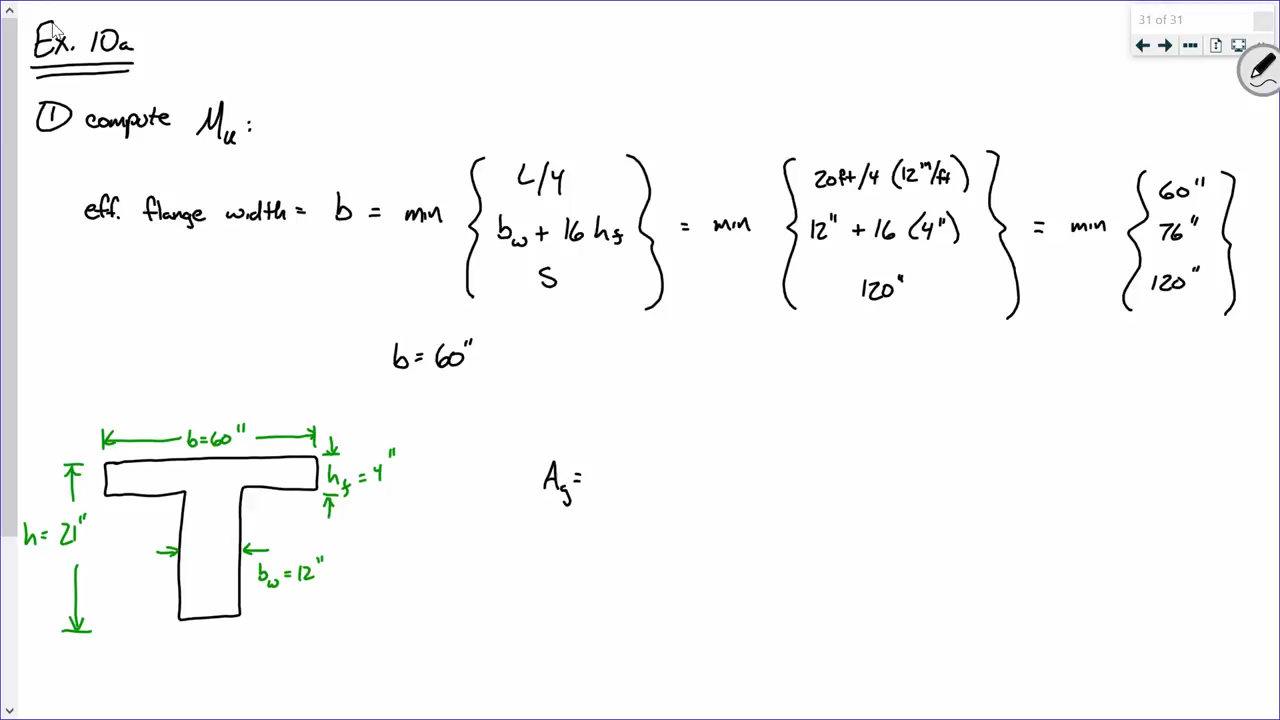 31 of 31
Ex. 10a
① compute Mu:
eff. flange width = b = min { L/4 bw + 16 hf S } = min { 20ft/4 (12in/ft) 12" + 16 (4") 120" } = min { 60" 76" 120" }
b = 60"
b=60"
hf = 4"
h = 21"
bw = 12"
Ag =